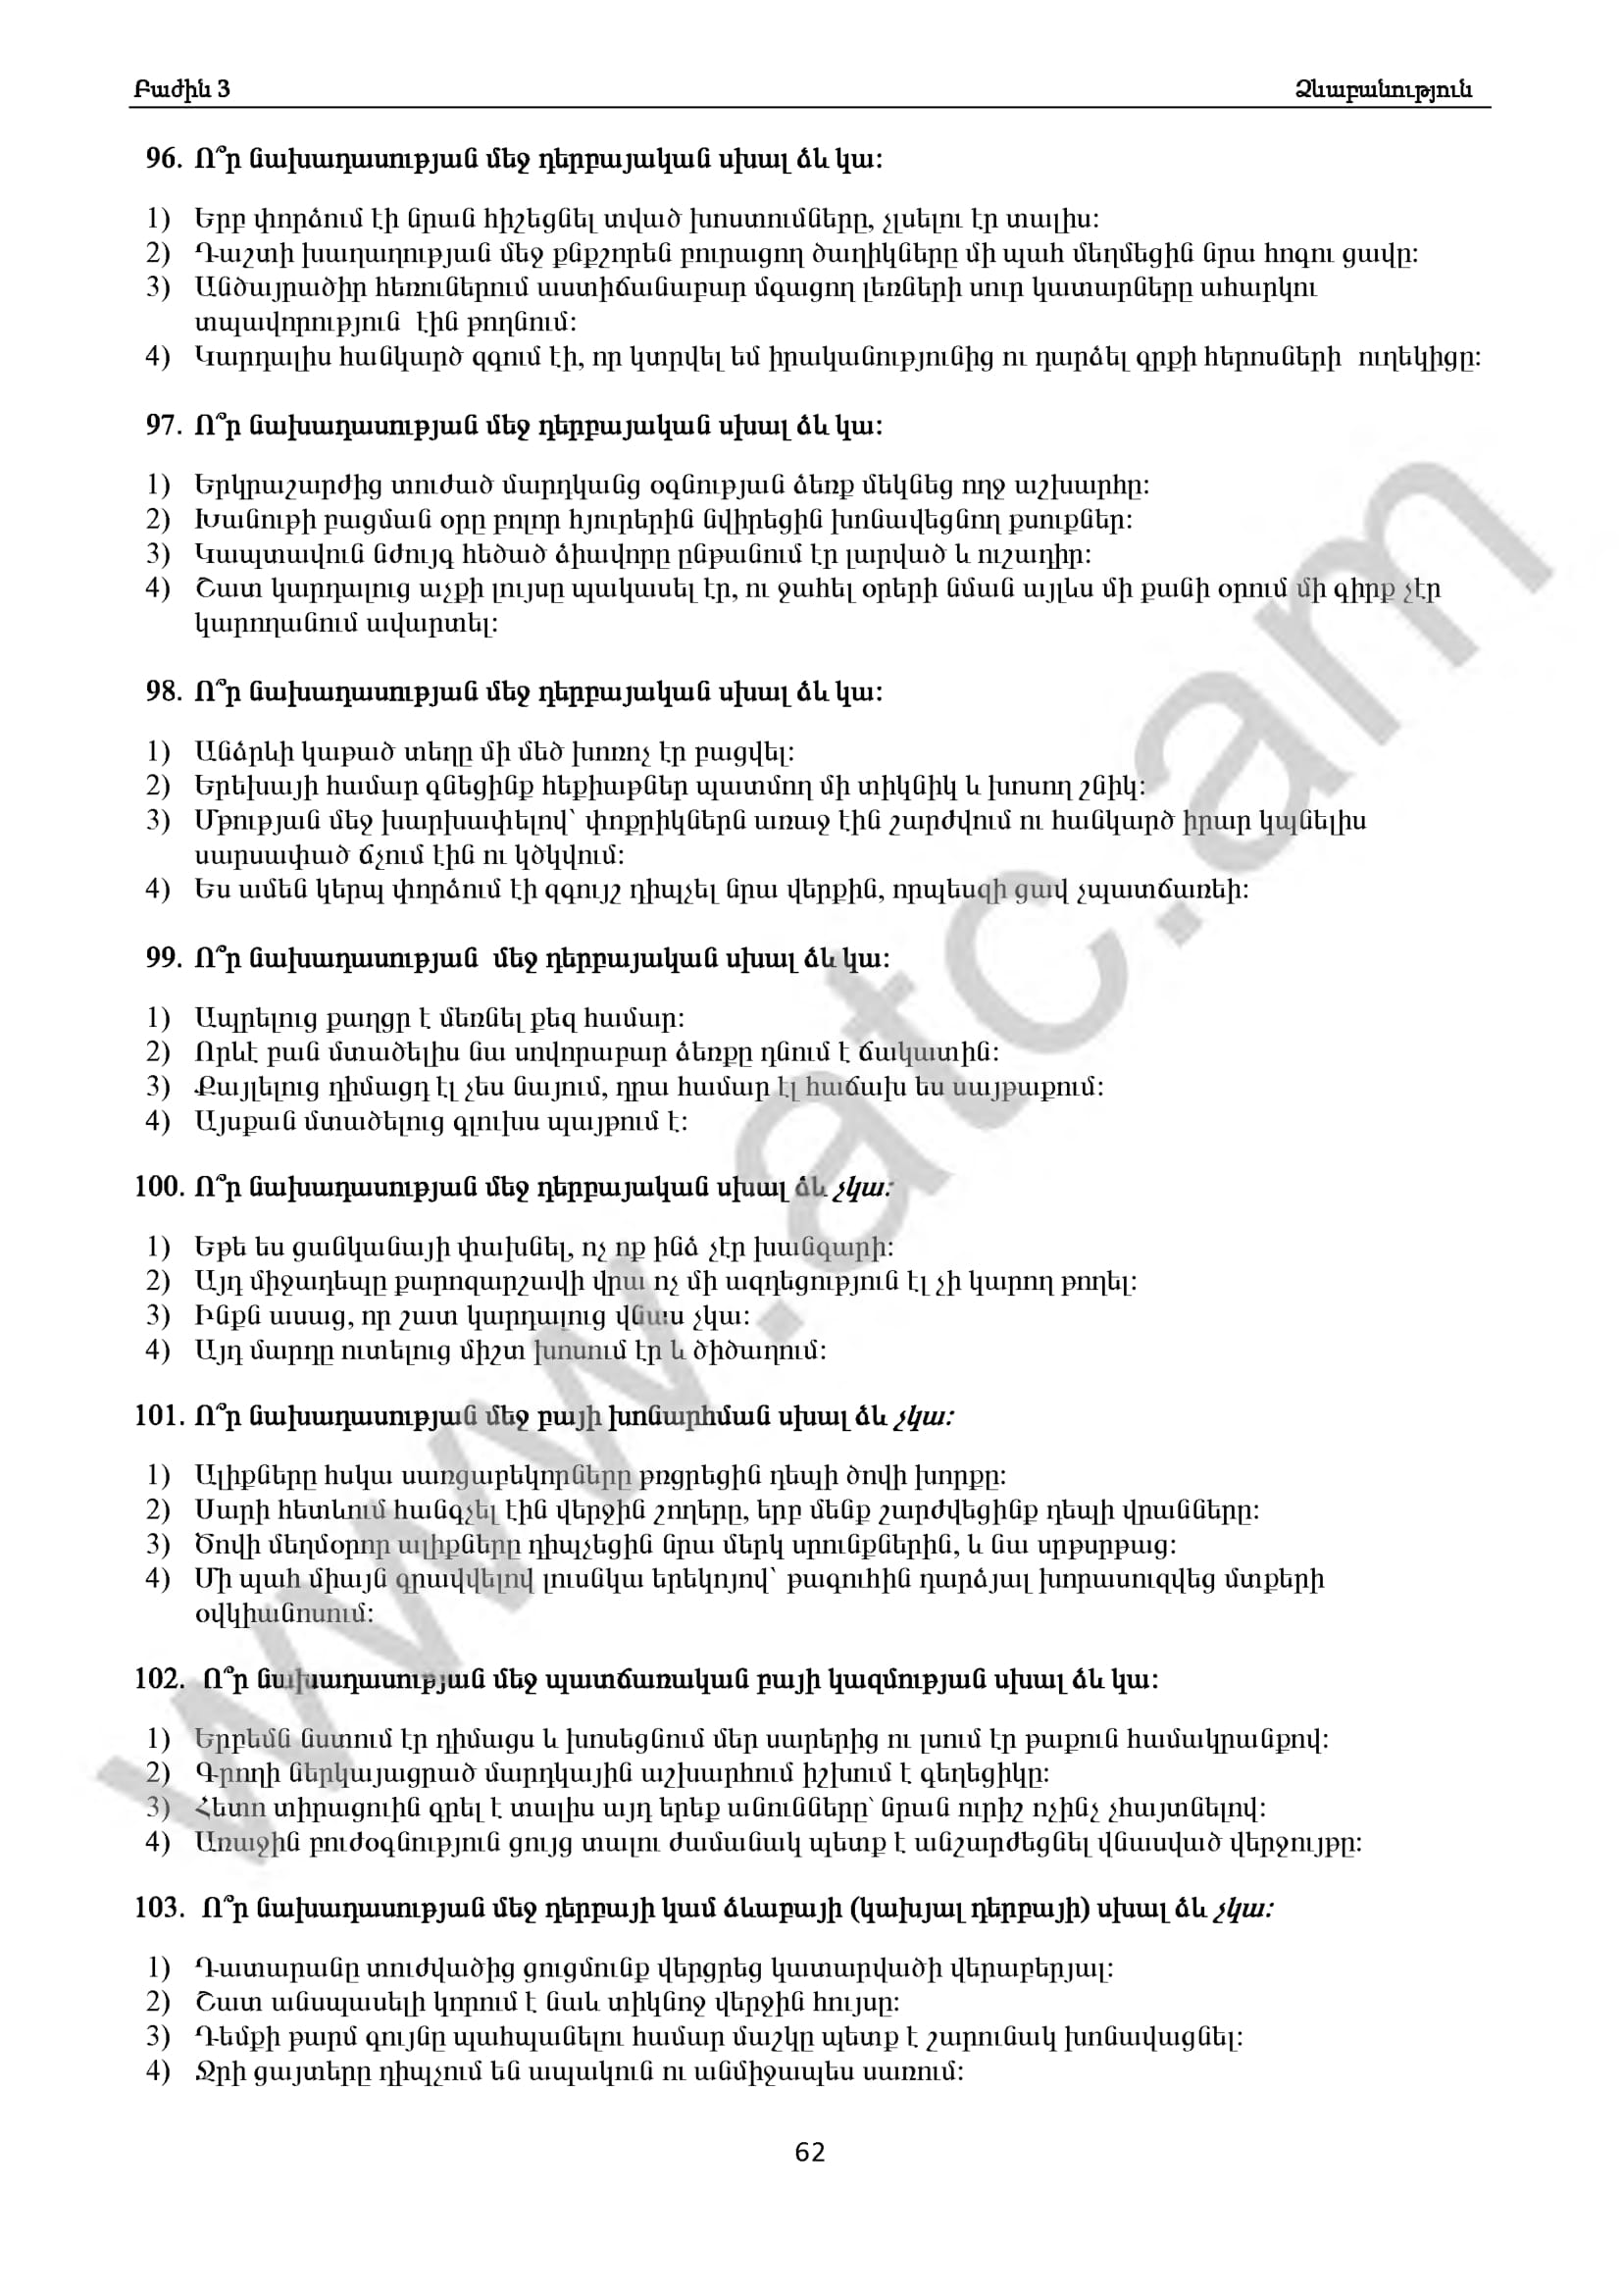 Բաժին 3 Ձևաբանություն
96. Ո՞ր նախադասության մեջ դերբայական սխալ ձև կա:
1) Երբ փորձում էի նրան հիշեցնել տված խոստումները, չլսելու էր տալիս:
2) Դաշտի խաղաղության մեջ քնքշորեն բուրացող ծաղիկները մի պահ մեղմեցին նրա հոգու ցավը:
3) Անծայրածիր հեռուներում աստիճանաբար մգացող լեռների սուր կատարները ահարկու
տպավորություն էին թողնում:
4) Կարդալիս հանկարծ զգում էի, որ կտրվել եմ իրականությունից ու դարձել գրքի հերոսների ուղեկիցը:
97. Ո՞ր նախադասության մեջ դերբայական սխալ ձև կա:
1) Երկրաշարժից տուժած մարդկանց օգնության ձեռք մեկնեց ողջ աշխարհը:
2) Խանութի բացման օրը բոլոր հյուրերին նվիրեցին խոնավեցնող քսուքներ:
3) Կապտավուն նժույգ հեծած ձիավորը ընթանում էր լարված և ուշադիր:
4) Շատ կարդալուց աչքի լույսը պակասել էր, ու ջահել օրերի նման այլևս մի քանի օրում մի գիրք չէր
կարողանում ավարտել:
98. Ո՞ր նախադասության մեջ դերբայական սխալ ձև կա:
1) Անձրևի կաթած տեղը մի մեծ խոռոչ էր բացվել:
2) Երեխայի համար գնեցինք հեքիաթներ պատմող մի տիկնիկ և խոսող շնիկ:
3) Մթության մեջ խարխափելով՝ փոքրիկներն առաջ էին շարժվում ու հանկարծ իրար կպնելիս
սարսափած ճչում էին ու կծկվում:
4) Ես ամեն կերպ փորձում էի զգույշ դիպչել նրա վերքին, որպեսզի ցավ չպատճառեի:
99. Ո՞ր նախադասության մեջ դերբայական սխալ ձև կա:
1) Ապրելուց քաղցր է մեռնել քեզ համար:
2) Որևէ բան մտածելիս նա սովորաբար ձեռքը դնում է ճակատին:
3) Քայլելուց դիմացդ էլ չես նայում, դրա համար էլ հաճախ ես սայթաքում:
4) Այսքան մտածելուց գլուխս պայթում է:
100. Ո՞ր նախադասության մեջ դերբայական սխալ ձև չկա:
1) Եթե ես ցանկանայի փախնել, ոչ ոք ինձ չէր խանգարի:
2) Այդ միջադեպը քարոզարշավի վրա ոչ մի ազդեցություն էլ չի կարող թողել:
3) Ինքն ասաց, որ շատ կարդալուց վնաս չկա:
4) Այդ մարդը ուտելուց միշտ խոսում էր և ծիծաղում:
101. Ո՞ր նախադասության մեջ բայի խոնարհման սխալ ձև չկա:
1) Ալիքները հսկա սառցաբեկորները թռցրեցին դեպի ծովի խորքը:
2) Սարի հետևում հանգչել էին վերջին շողերը, երբ մենք շարժվեցինք դեպի վրանները:
3) Ծովի մեղմօրոր ալիքները դիպչեցին նրա մերկ սրունքներին, և նա սրթսրթաց:
4) Մի պահ միայն գրավվելով լուսնկա երեկոյով՝ թագուհին դարձյալ խորասուզվեց մտքերի
օվկիանոսում:
102. Ո՞ր նախադասության մեջ պատճառական բայի կազմության սխալ ձև կա:
1) Երբեմն նստում էր դիմացս և խոսեցնում մեր սարերից ու լսում էր թաքուն համակրանքով:
2) Գրողի ներկայացրած մարդկային աշխարհում իշխում է գեղեցիկը:
3) Հետո տիրացուին գրել է տալիս այդ երեք անունները՝ նրան ուրիշ ոչինչ չհայտնելով:
4) Առաջին բուժօգնություն ցույց տալու ժամանակ պետք է անշարժեցնել վնասված վերջույթը:
103. Ո՞ր նախադասության մեջ դերբայի կամ ձևաբայի (կախյալ դերբայի) սխալ ձև չկա:
1) Դատարանը տուժվածից ցուցմունք վերցրեց կատարվածի վերաբերյալ:
2) Շատ անսպասելի կորում է նաև տիկնոջ վերջին հույսը:
3) Դեմքի թարմ գույնը պահպանելու համար մաշկը պետք է շարունակ խոնավացնել:
4) Ջրի ցայտերը դիպչում են ապակուն ու անմիջապես սառում:
62
www.atc.am